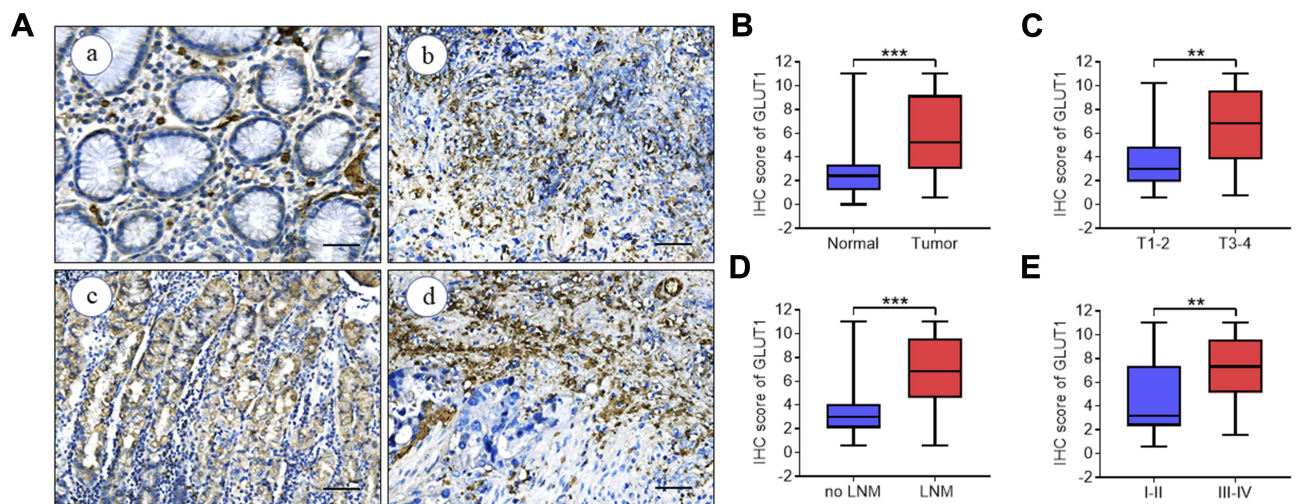 A
a
b
c
d
B
***
IHC score of GLUT1
12
10
8
6
4
2
0
-2
Normal Tumor
C
**
IHC score of GLUT1
12
10
8
6
4
2
0
-2
T1-2 T3-4
D
***
IHC score of GLUT1
12
10
8
6
4
2
0
-2
no LNM LNM
E
**
IHC score of GLUT1
12
10
8
6
4
2
0
-2
I-II III-IV